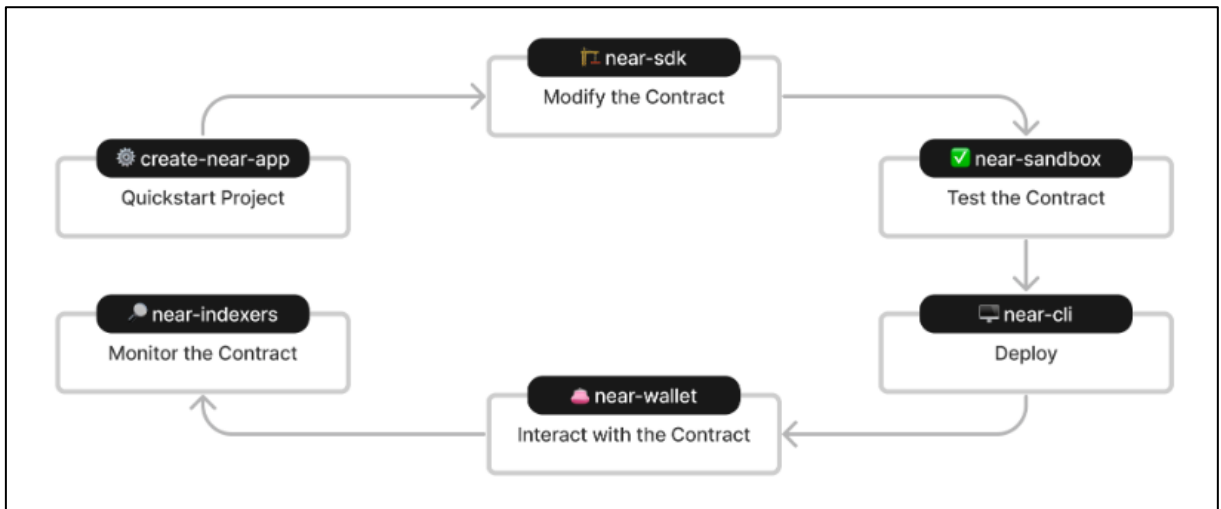 near-sdk
Modify the Contract
create-near-app
Quickstart Project
near-sandbox
Test the Contract
near-indexers
Monitor the Contract
near-cli
Deploy
near-wallet
Interact with the Contract